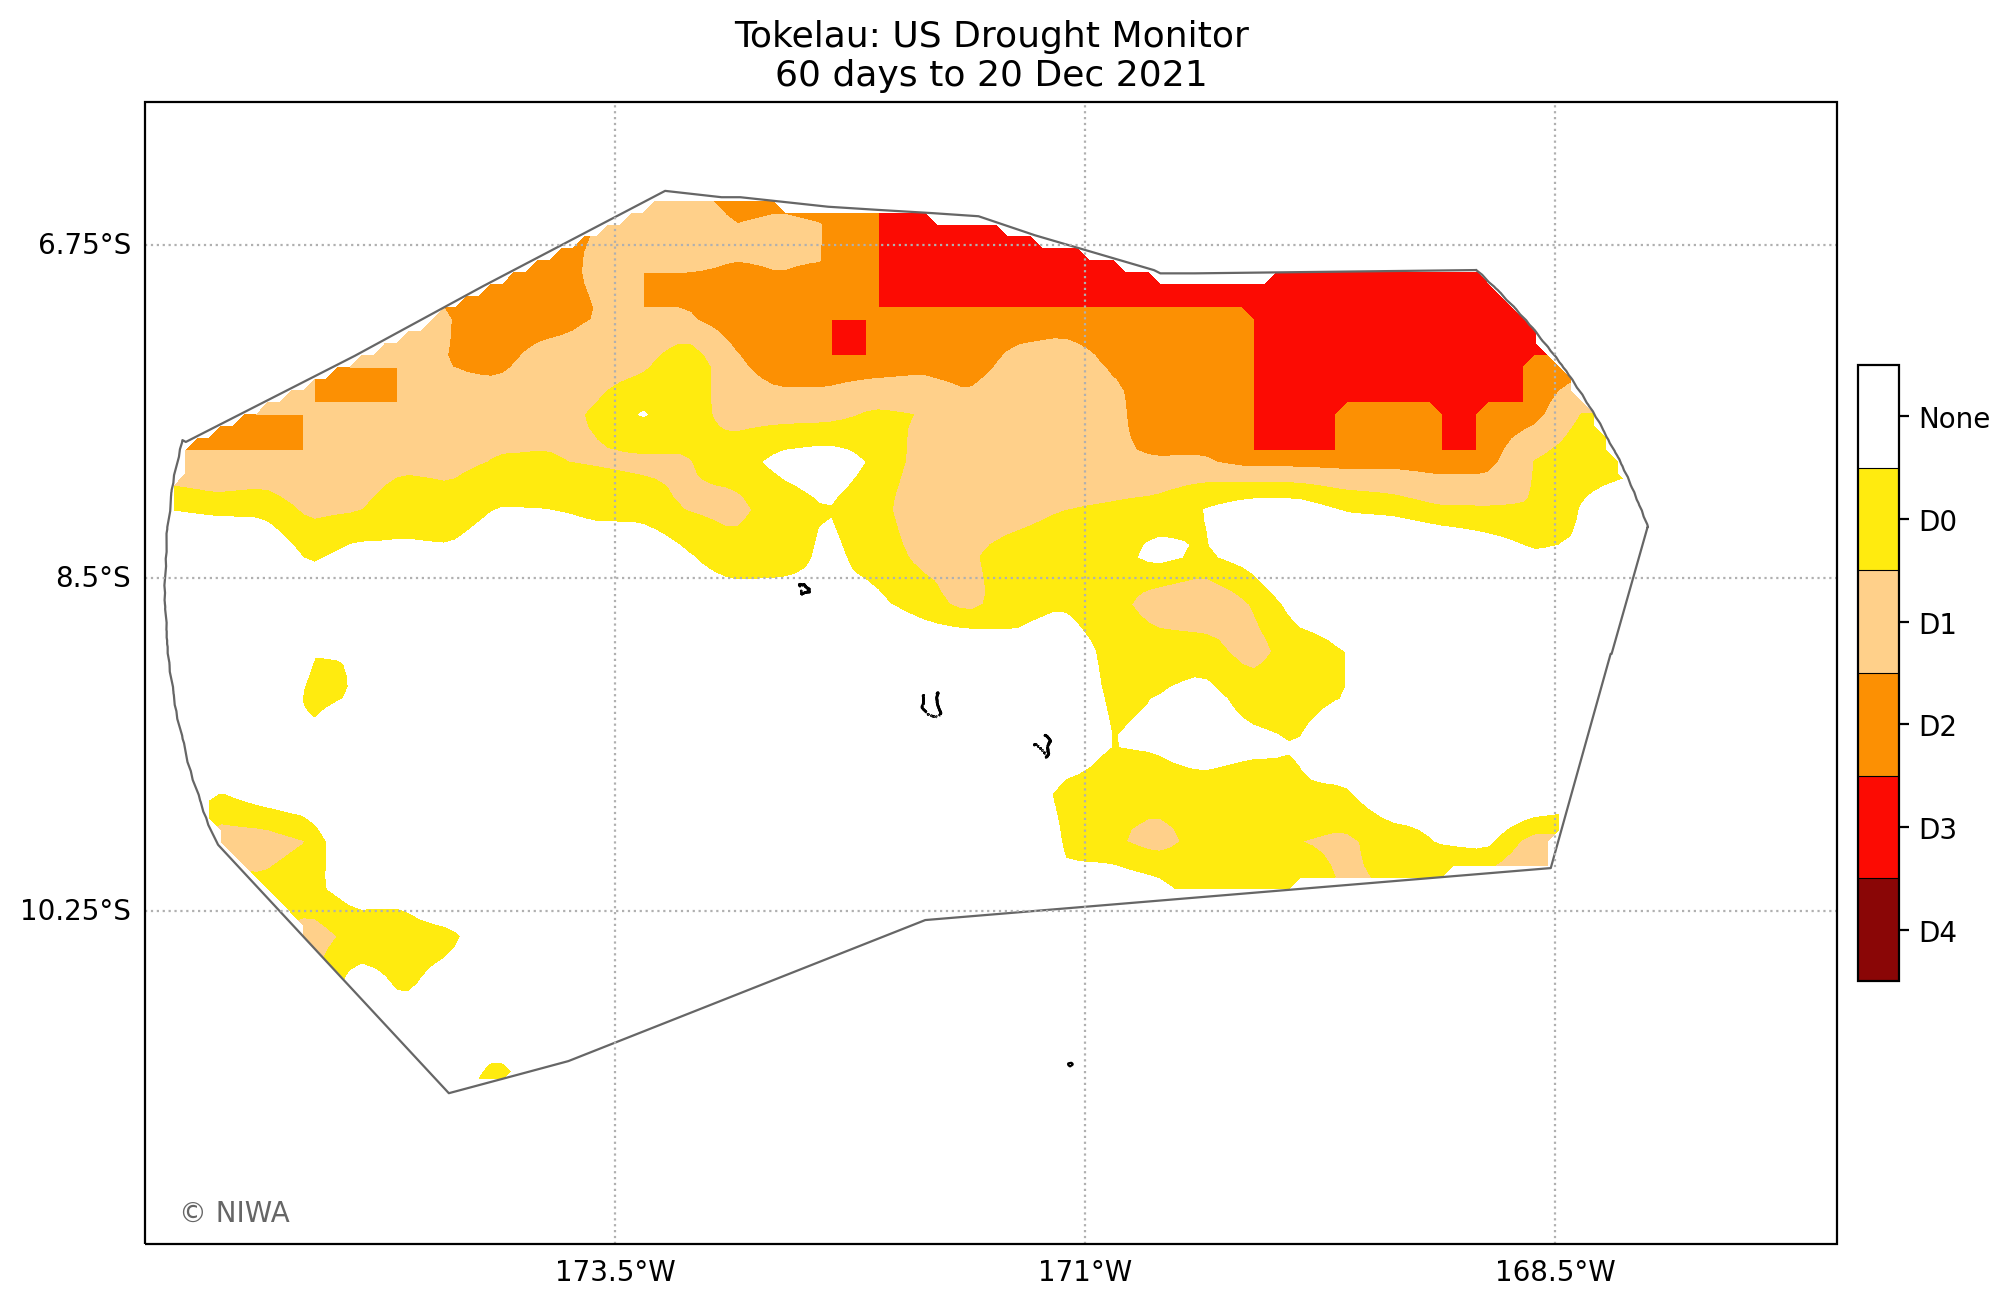 Tokelau: US Drought Monitor
60 days to 20 Dec 2021
6.75°S
8.5°S
10.25°S
173.5°W
171°W
168.5°W
None
D0
D1
D2
D3
D4
© NIWA